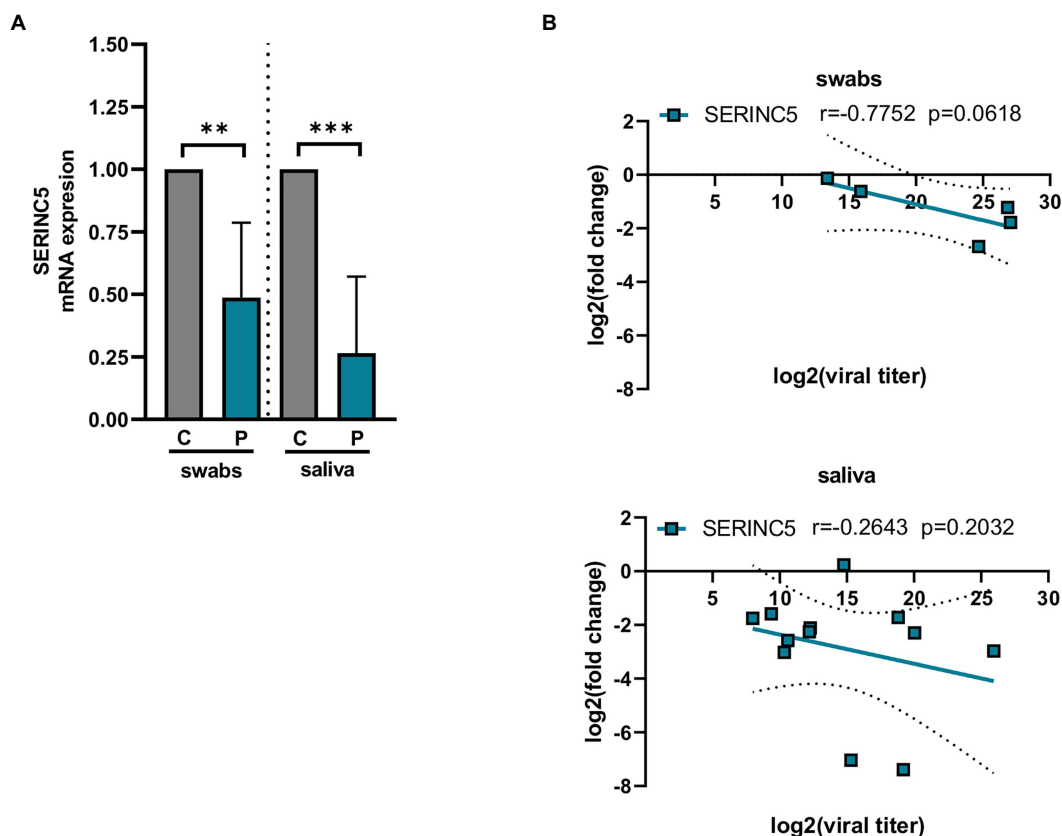 A
1.50
1.25
1.00
0.75
0.50
0.25
0.00
SERINC5
mRNA expresion
**
***
C P C P
swabs saliva
B
swabs
SERINC5 r=-0.7752 p=0.0618
2
0
-2
-4
-6
-8
5 10 15 20 25 30
log2(fold change)
log2(viral titer)
saliva
SERINC5 r=-0.2643 p=0.2032
2
0
-2
-4
-6
-8
5 10 15 20 25 30
log2(fold change)
log2(viral titer)